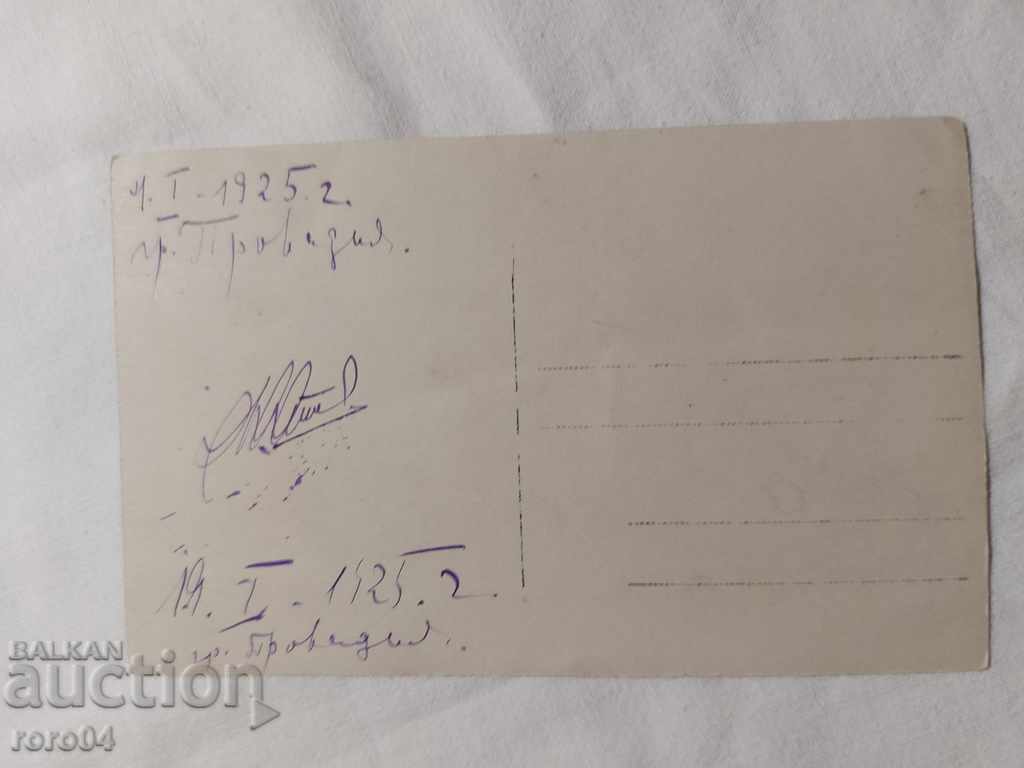 4. I - 1925. г.
гр. Провадия.
19. I. - 1925. г.
гр. Провадия.
BALKAN
auction
roro04